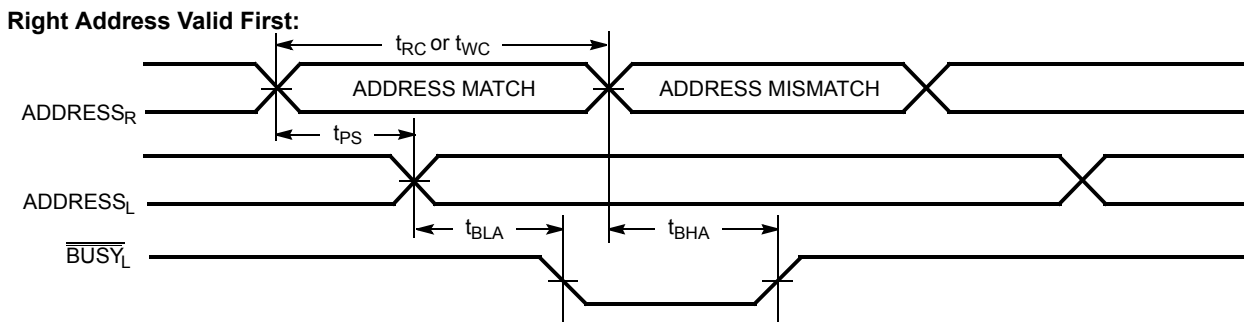 Right Address Valid First:
tRC or tWC
ADDRESSR
ADDRESS MATCH
ADDRESS MISMATCH
tPS
ADDRESSL
tBLA
tBHA
BUSYL